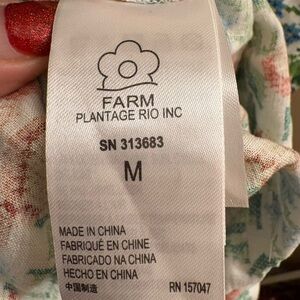 FARM
PLANTAGE RIO INC
SN 313683
M
MADE IN CHINA
FABRIQUÉ EN CHINE
FABRICADO NA CHINA
HECHO EN CHINA
中国制造
RN 157047